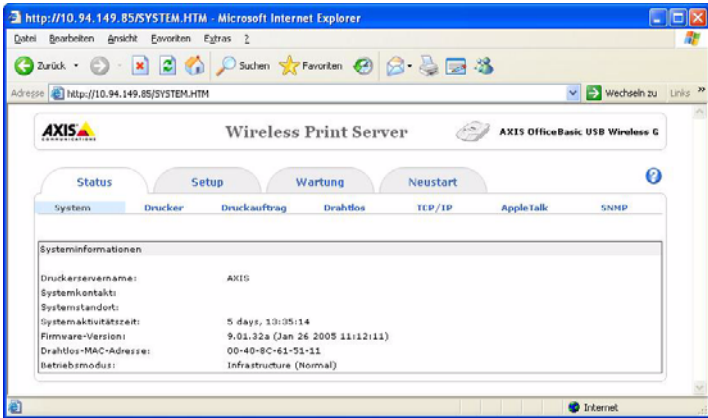 http://10.94.149.85/SYSTEM.HTM - Microsoft Internet Explorer
Datei Bearbeiten Ansicht Favoriten Extras ?
Zurück Suchen Favoriten
Adresse http://10.94.149.85/SYSTEM.HTM Wechseln zu Links »
AXIS COMMUNICATIONS Wireless Print Server AXIS OfficeBasic USB Wireless G
Status Setup Wartung Neustart ?
System Drucker Druckauftrag Drahtlos TCP/IP AppleTalk SNMP
Systeminformationen
Druckerservername: AXIS
Systemkontakt:
Systemstandort:
Systemaktivitätszeit: 5 days, 13:35:14
Firmware-Version: 9.01.32a (Jan 26 2005 11:12:11)
Drahtlos-MAC-Adresse: 00-40-8C-61-51-11
Betriebsmodus: Infrastructure (Normal)
Internet